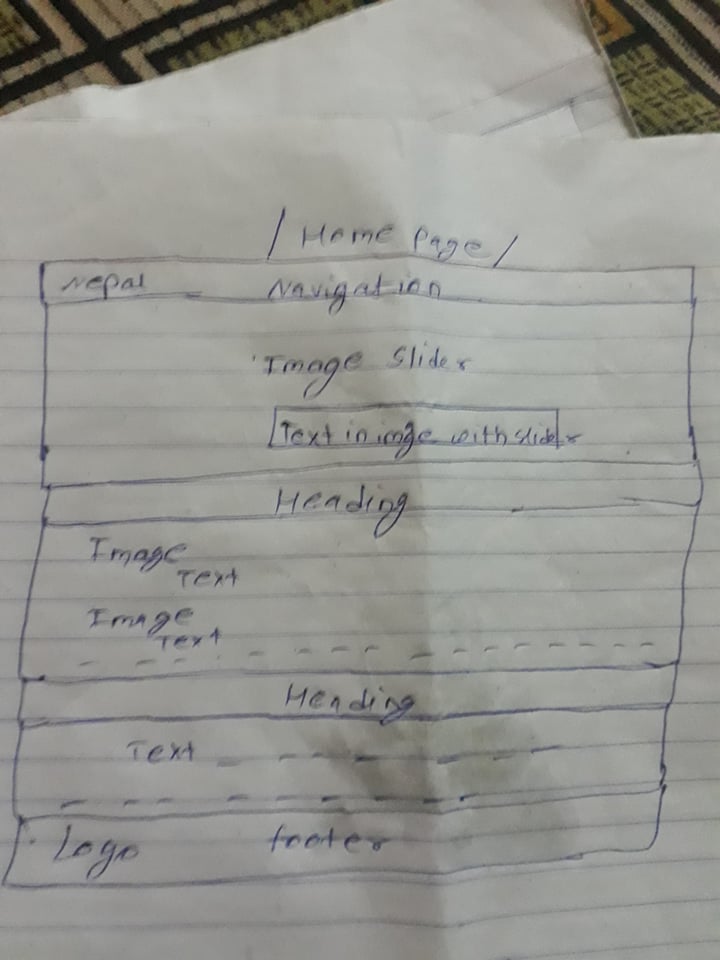 / Home Page /
Nepal Navigation
Image Slider
Text in imge with slider
Heading
Image
Text
Image
Text
Heading
Text
Logo footer